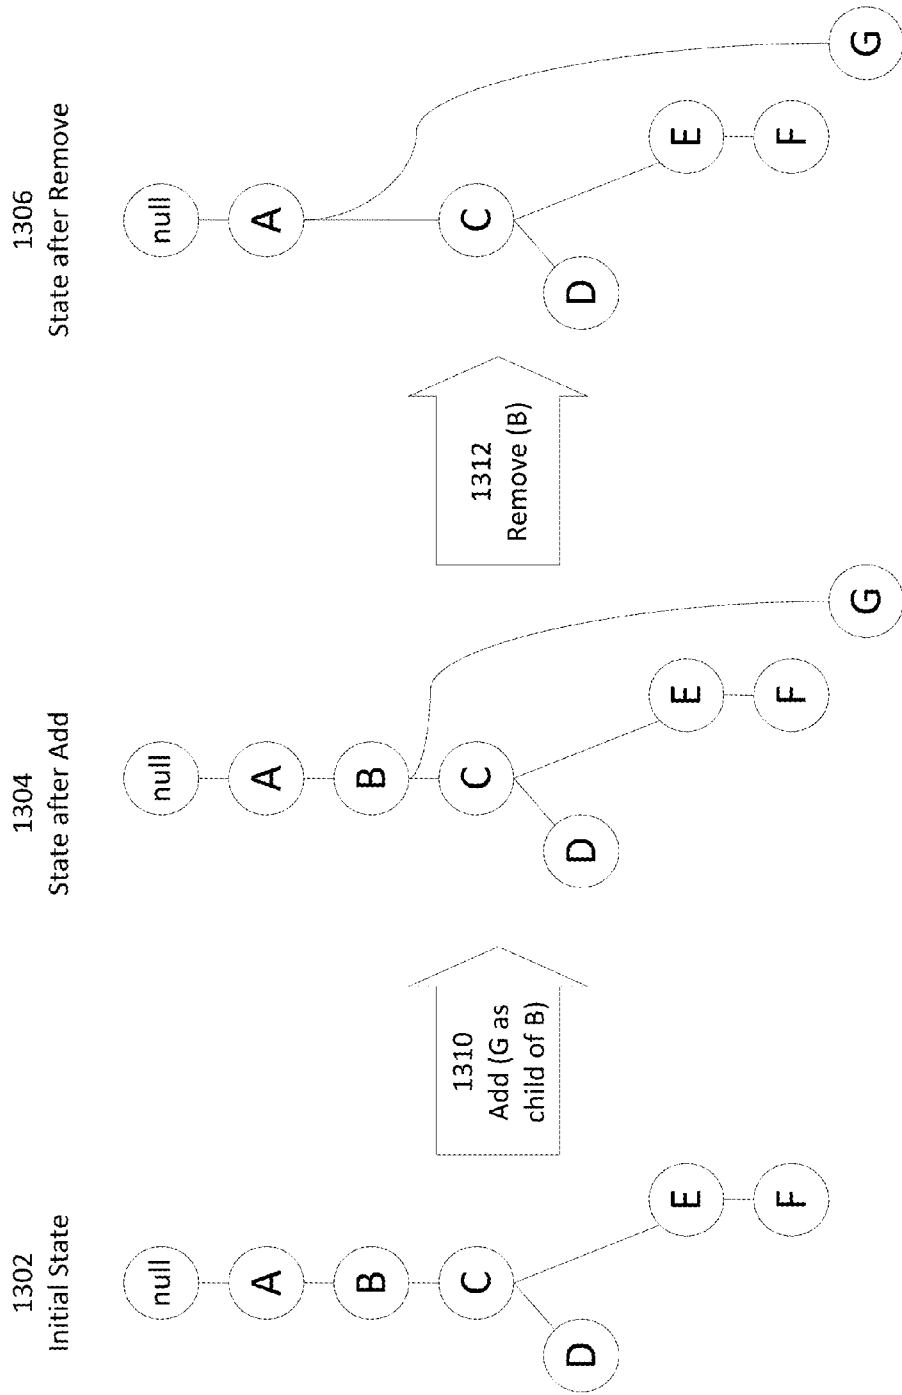 1302
Initial State
null
A
B
C
D
E
F
1310
Add (G as
child of B)
1304
State after Add
null
A
B
C
D
E
F
G
1312
Remove (B)
1306
State after Remove
null
A
C
D
E
F
G